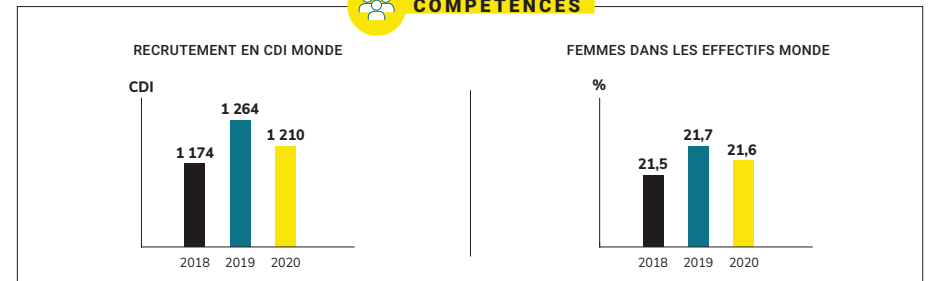 COMPÉTENCES
RECRUTEMENT EN CDI MONDE
CDI
1 174
1 264
1 210
2018 2019 2020
FEMMES DANS LES EFFECTIFS MONDE
%
21,5
21,7
21,6
2018 2019 2020